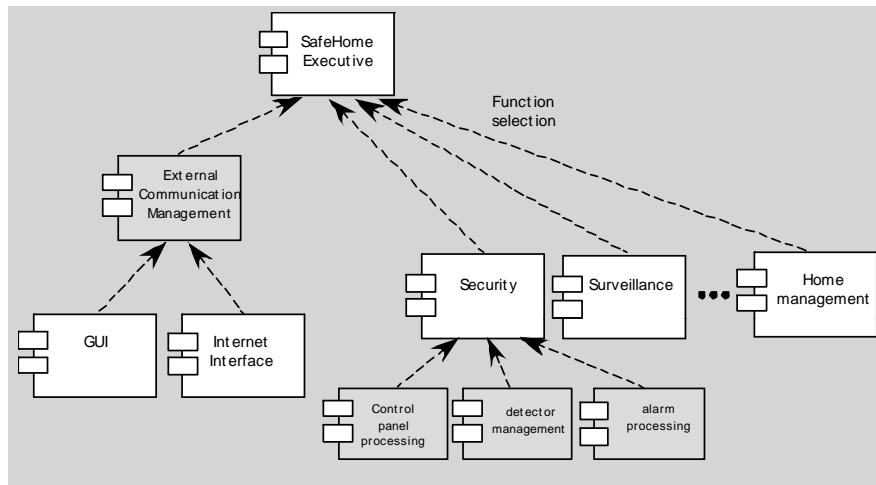 SafeHome
Executive
Function
selection
External
Communication
Management
Security
Surveillance
Home
management
GUI
Internet
Interface
Control
panel
processing
detector
management
alarm
processing